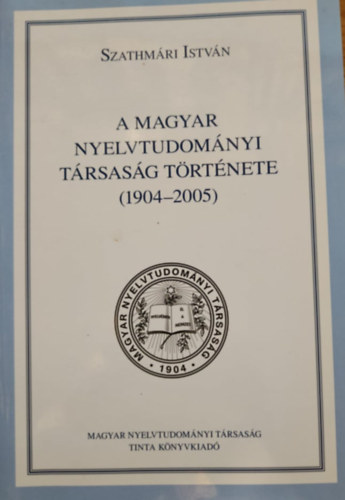 SZATHMÁRI ISTVÁN
A MAGYAR
NYELVTUDOMÁNYI
TÁRSASÁG TÖRTÉNETE
(1904–2005)
MAGYAR NYELVTUDOMÁNYI TÁRSASÁG
• 1904 •
MAGYAR NYELVTUDOMÁNYI TÁRSASÁG
TINTA KÖNYVKIADÓ